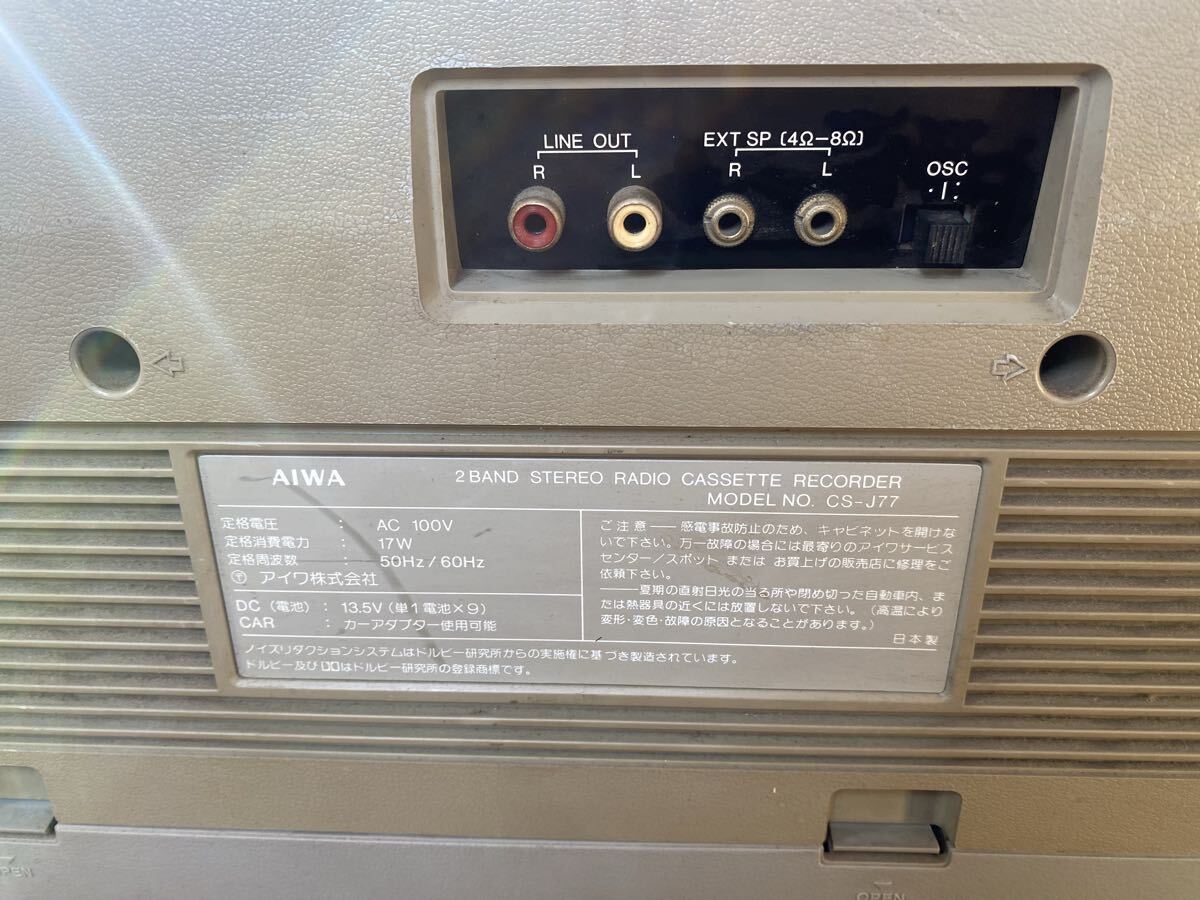 LINE OUT
R L
EXT SP (4Ω-8Ω)
R L
OSC
AIWA
2 BAND STEREO RADIO CASSETTE RECORDER
MODEL NO. CS-J77
定格電圧 : AC 100V
定格消費電力 : 17W
定格周波数 : 50Hz/60Hz
〒 アイワ株式会社
DC (電池) : 13.5V (単1電池×9)
CAR : カーアダプター使用可能
ご注意——感電事故防止のため、キャビネットを開けな
いで下さい。万一故障の場合には最寄りのアイワサービス
センター/スポット または お買上げの販売店に修理をご
依頼下さい。
——夏期の直射日光の当る所や閉め切った自動車内、ま
たは熱器具の近くには放置しないで下さい。(高温により
変形・変色・故障の原因となることがあります。)
日本製
ノイズリダクションシステムはドルビー研究所からの実施権に基づき製造されています。
ドルビー及びはドルビー研究所の登録商標です。
OPEN
OPEN